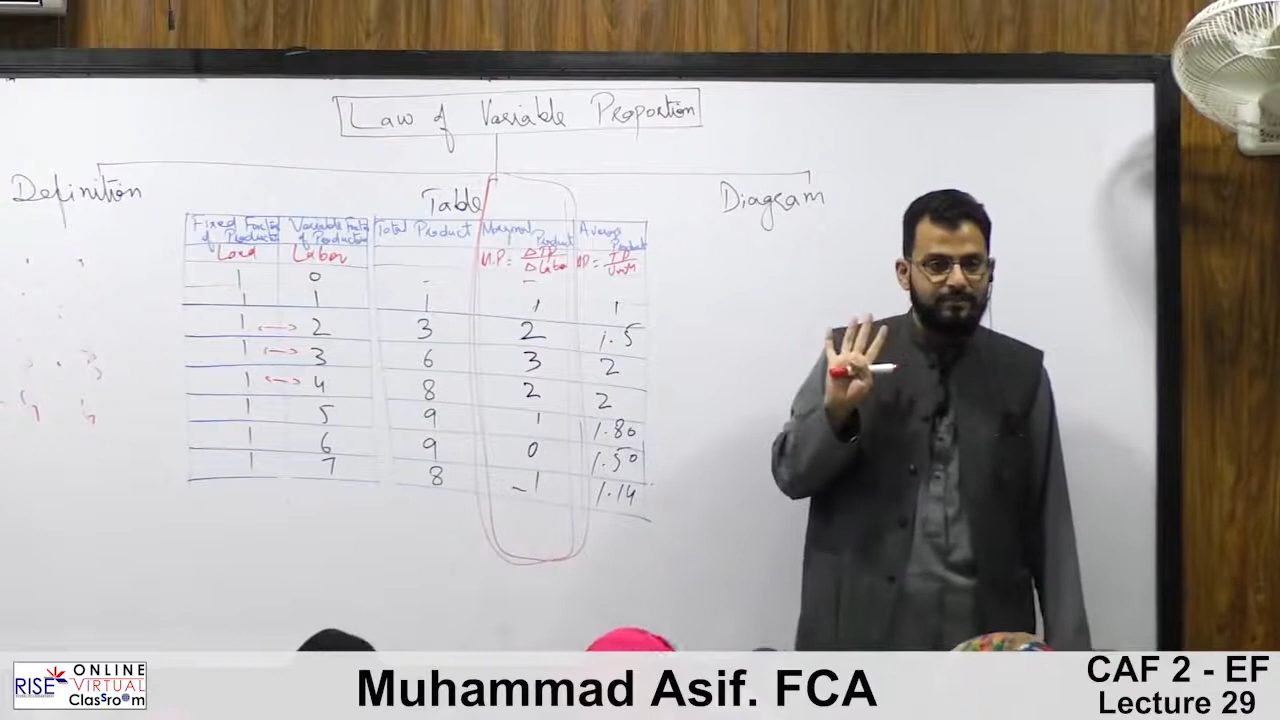 Law of Variable Proportion
Definition Table Diagram
Fixed Factor of Production Variable Factor of Production Total Product Marginal Product Average Product
Land Labor M.P = ΔTP / Δ Labor = TP / Unit
1 0 - -
1 1 1 1 1
1 2 3 2 1.5
1 3 6 3 2
1 4 8 2 2
1 5 9 1 1.80
1 6 9 0 1.50
1 7 8 -1 1.14
RISE ONLINE VIRTUAL Classroom
Muhammad Asif. FCA
CAF 2 - EF
Lecture 29